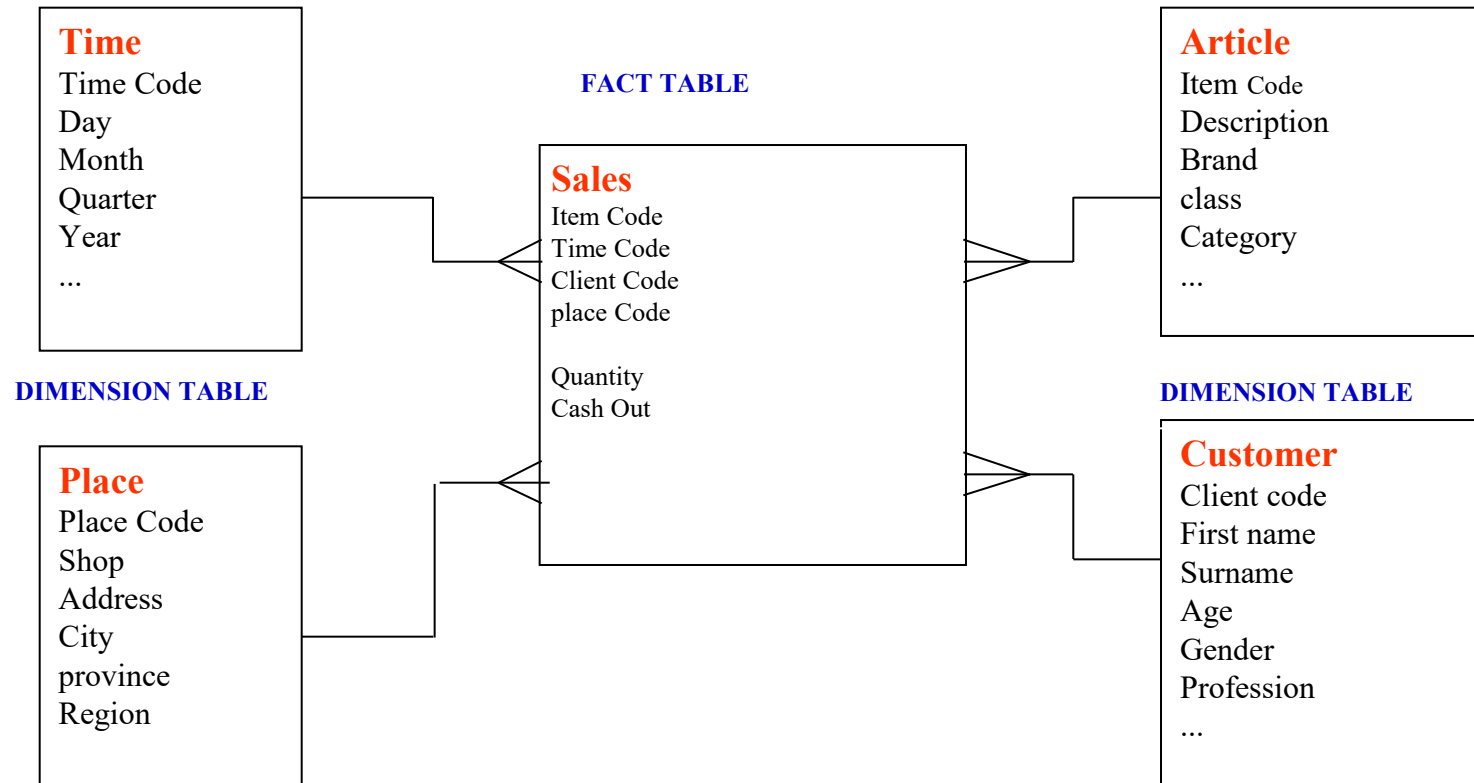 Time
Time Code
Day
Month
Quarter
Year
...
DIMENSION TABLE
Place
Place Code
Shop
Address
City
province
Region
FACT TABLE
Sales
Item Code
Time Code
Client Code
place Code
Quantity
Cash Out
Article
Item Code
Description
Brand
class
Category
...
DIMENSION TABLE
Customer
Client code
First name
Surname
Age
Gender
Profession
...